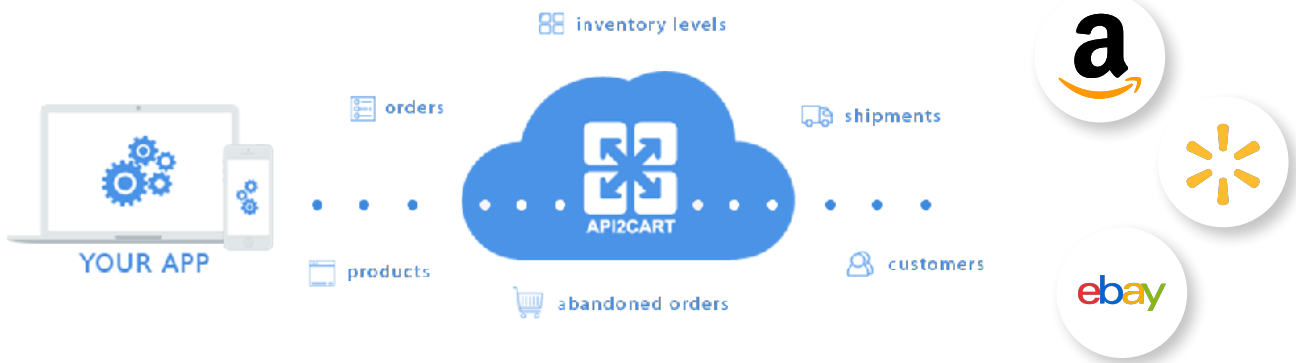 inventory levels
orders
shipments
API2CART
YOUR APP
products
customers
abandoned orders
a
ebay